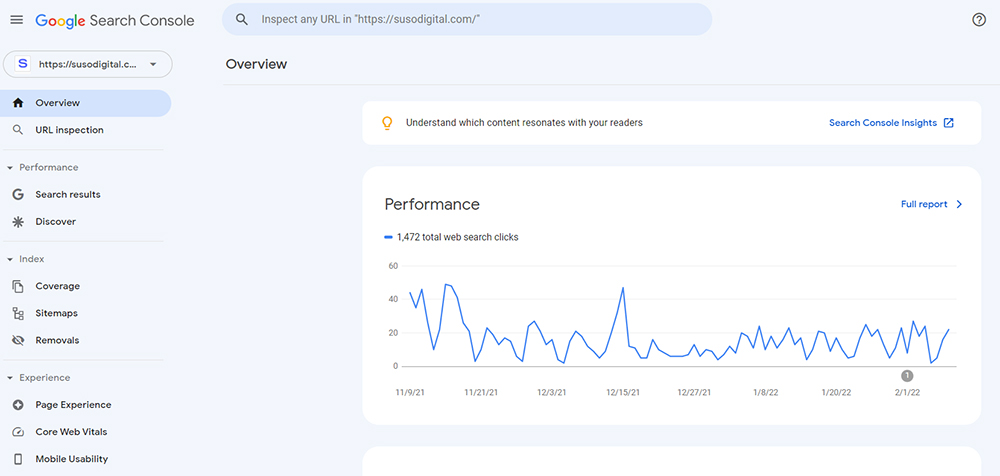 Google Search Console
Inspect any URL in "https://susodigital.com/"
S https://susodigital.c...
Overview
URL inspection
Performance
Search results
Discover
Index
Coverage
Sitemaps
Removals
Experience
Page Experience
Core Web Vitals
Mobile Usability
Overview
Understand which content resonates with your readers
Search Console Insights
Performance
Full report
1,472 total web search clicks
60
40
20
0
1
11/9/21 11/21/21 12/3/21 12/15/21 12/27/21 1/8/22 1/20/22 2/1/22